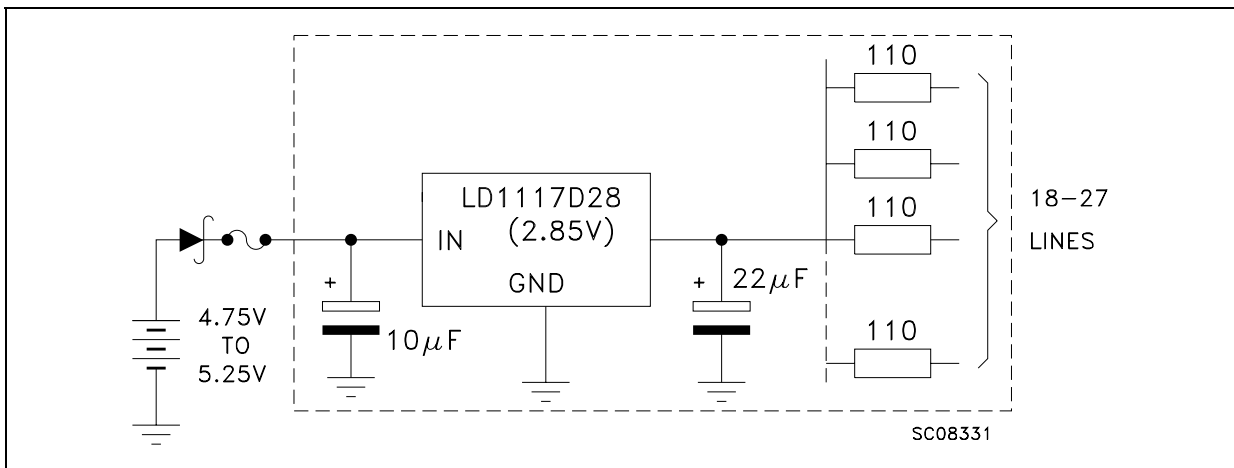 110
110
110
110
18-27
LINES
LD1117D28
(2.85V)
IN
GND
+
10μF
+
22μF
4.75V
TO
5.25V
SC08331